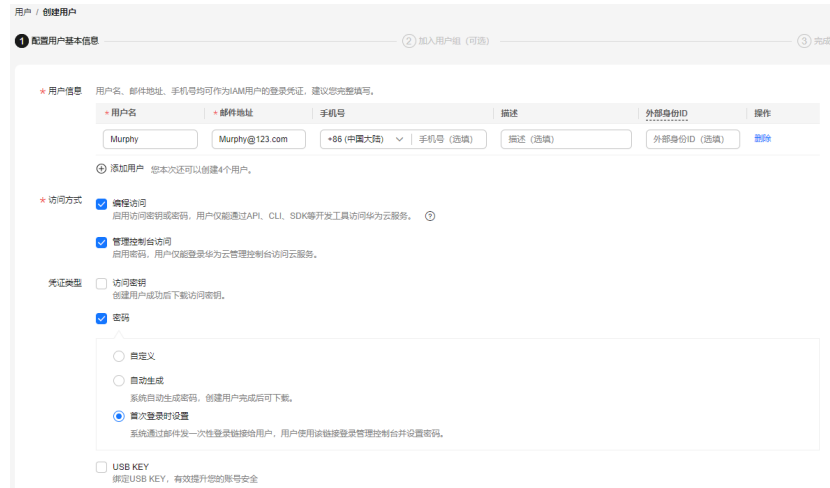 用户 / 创建用户
1 配置用户基本信息 2 加入用户组（可选） 3 完成
* 用户信息 用户名、邮件地址、手机号均可作为IAM用户的登录凭证，建议您完整填写。
* 用户名 * 邮件地址 手机号 描述 外部身份ID 操作
Murphy Murphy@123.com +86 (中国大陆) 手机号（选填） 描述（选填） 外部身份ID（选填） 删除
添加用户 您本次还可以创建4个用户。
* 访问方式 编程访问
启用访问密钥或密码，用户仅能通过API、CLI、SDK等开发工具访问华为云服务。 ?
管理控制台访问
启用密码，用户仅能登录华为云管理控制台访问云服务。
凭证类型 访问密钥
创建用户成功后下载访问密钥。
密码
自定义
自动生成
系统自动生成密码，创建用户完成后可下载。
首次登录时设置
系统通过邮件发一次性登录链接给用户，用户使用该链接登录管理控制台并设置密码。
USB KEY
绑定USB KEY，有效提升您的账号安全